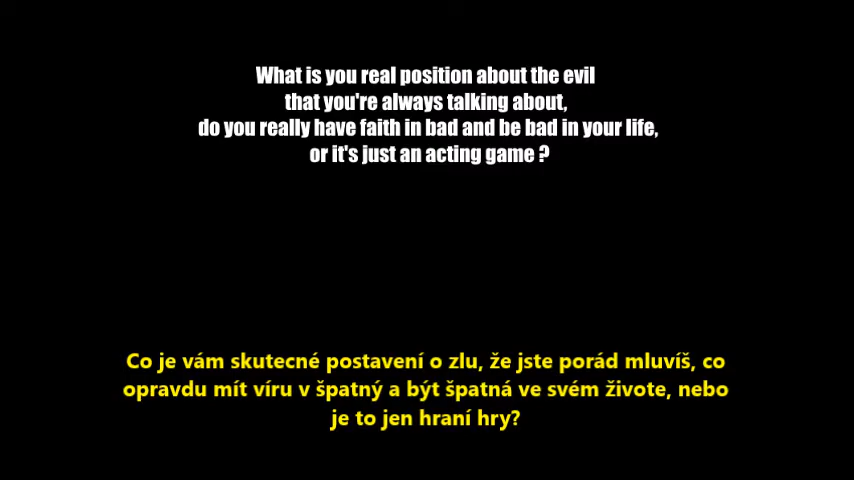 What is you real position about the evil
that you're always talking about,
do you really have faith in bad and be bad in your life,
or it's just an acting game ?
Co je vám skutecné postavení o zlu, že jste porád mluvíš, co
opravdu mít víru v špatný a být špatná ve svém živote, nebo
je to jen hraní hry?